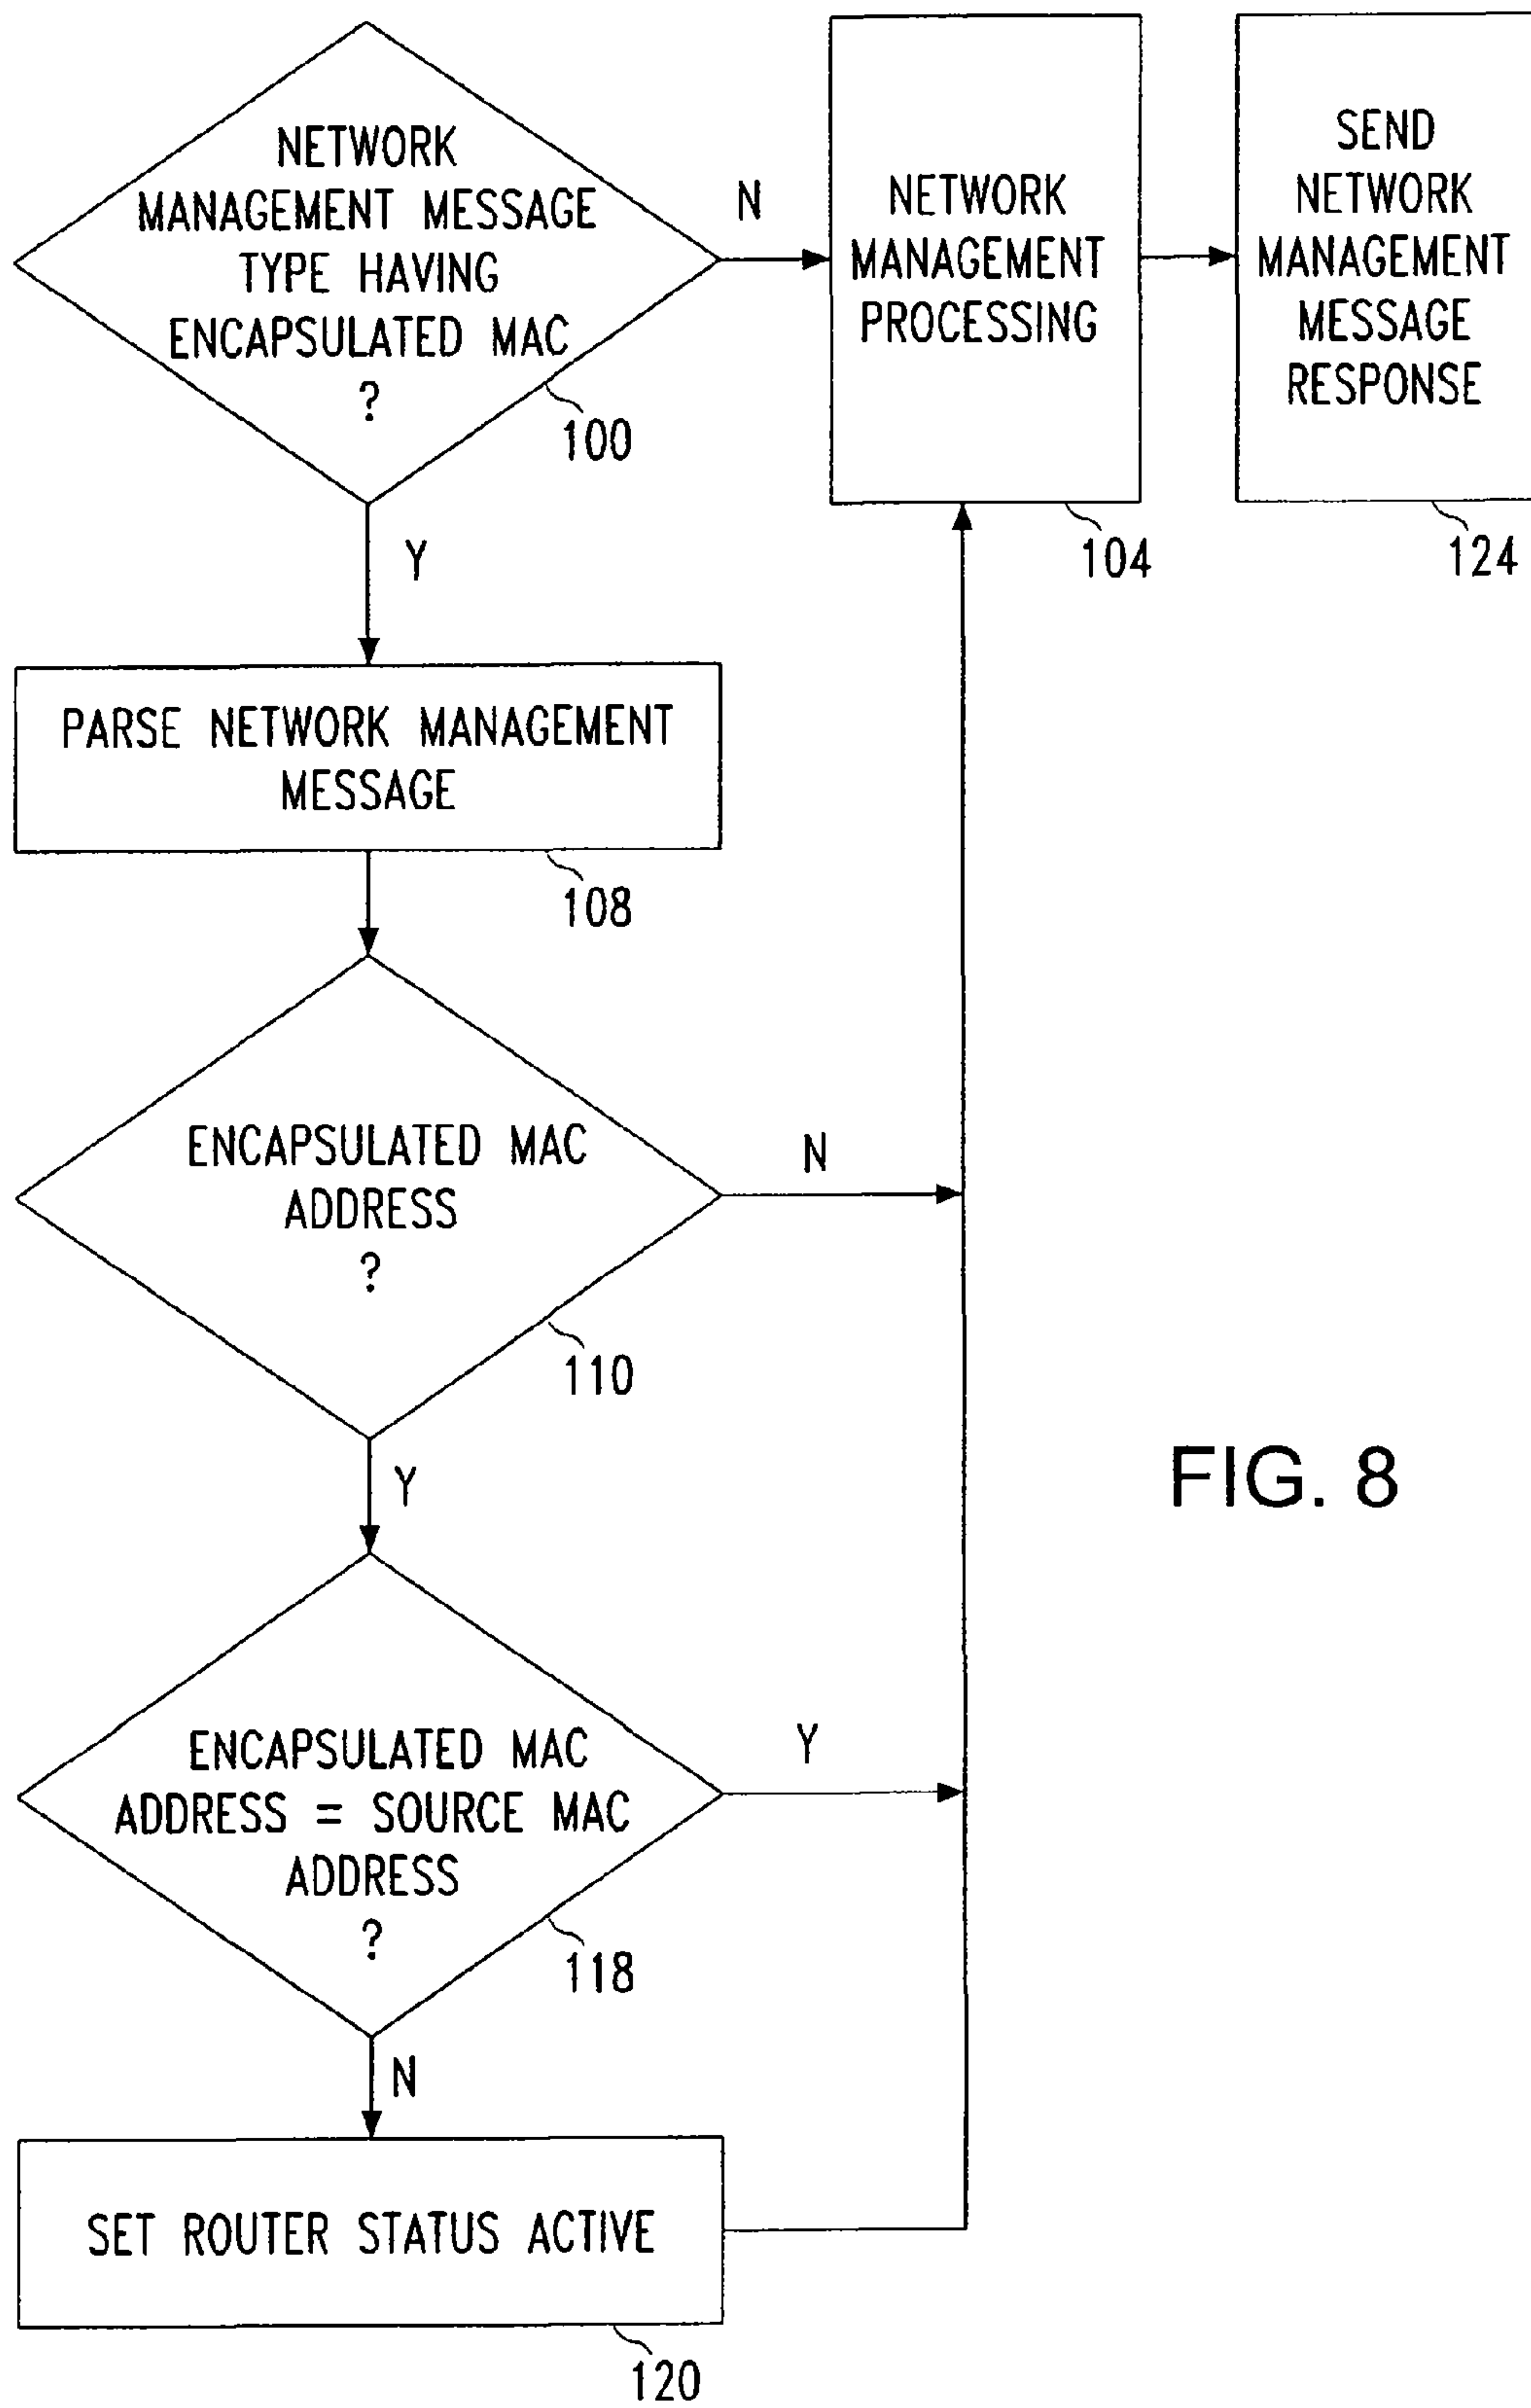 NETWORK
MANAGEMENT MESSAGE
TYPE HAVING
ENCAPSULATED MAC
?
100
N
NETWORK
MANAGEMENT
PROCESSING
104
SEND
NETWORK
MANAGEMENT
MESSAGE
RESPONSE
124
Y
PARSE NETWORK MANAGEMENT
MESSAGE
108
ENCAPSULATED MAC
ADDRESS
?
110
N
Y
ENCAPSULATED MAC
ADDRESS = SOURCE MAC
ADDRESS
?
118
Y
N
SET ROUTER STATUS ACTIVE
120
FIG. 8